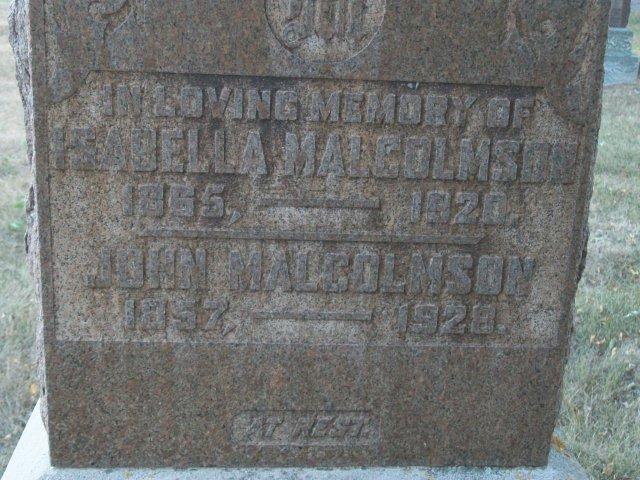 M
IN LOVING MEMORY OF
ISABELLA MALCOLMSON
1865, — 1920.
JOHN MALCOLMSON
1857, — 1928.
AT REST